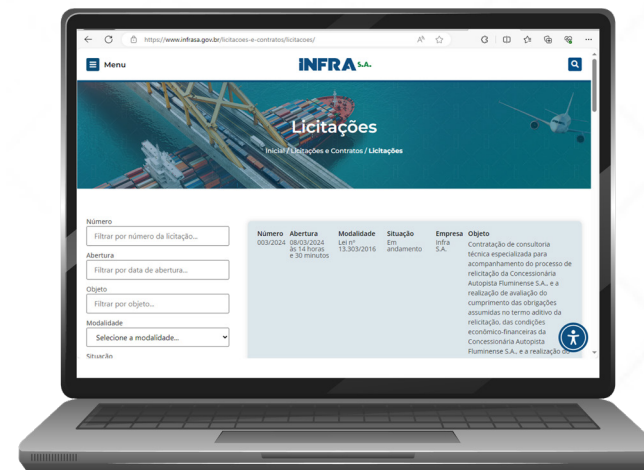 https://www.infrasa.gov.br/licitacoes-e-contratos/licitacoes/
Menu
INFRA S.A.
Licitações
Inicial / Licitações e Contratos / Licitações
Número
Filtrar por número da licitação...
Abertura
Filtrar por data de abertura...
Objeto
Filtrar por objeto...
Modalidade
Selecione a modalidade...
Situação
Número Abertura Modalidade Situação Empresa Objeto
003/2024
08/03/2024
às 14 horas
e 30 minutos
Lei nº
13.303/2016
Em
andamento
Infra
S.A.
Contratação de consultoria
técnica especializada para
acompanhamento do processo de
relicitação da Concessionária
Autopista Fluminense S.A., e a
realização de avaliação do
cumprimento das obrigações
assumidas no termo aditivo da
relicitação, das condições
econômico-financeiras da
Concessionária Autopista
Fluminense S.A., e a realização do